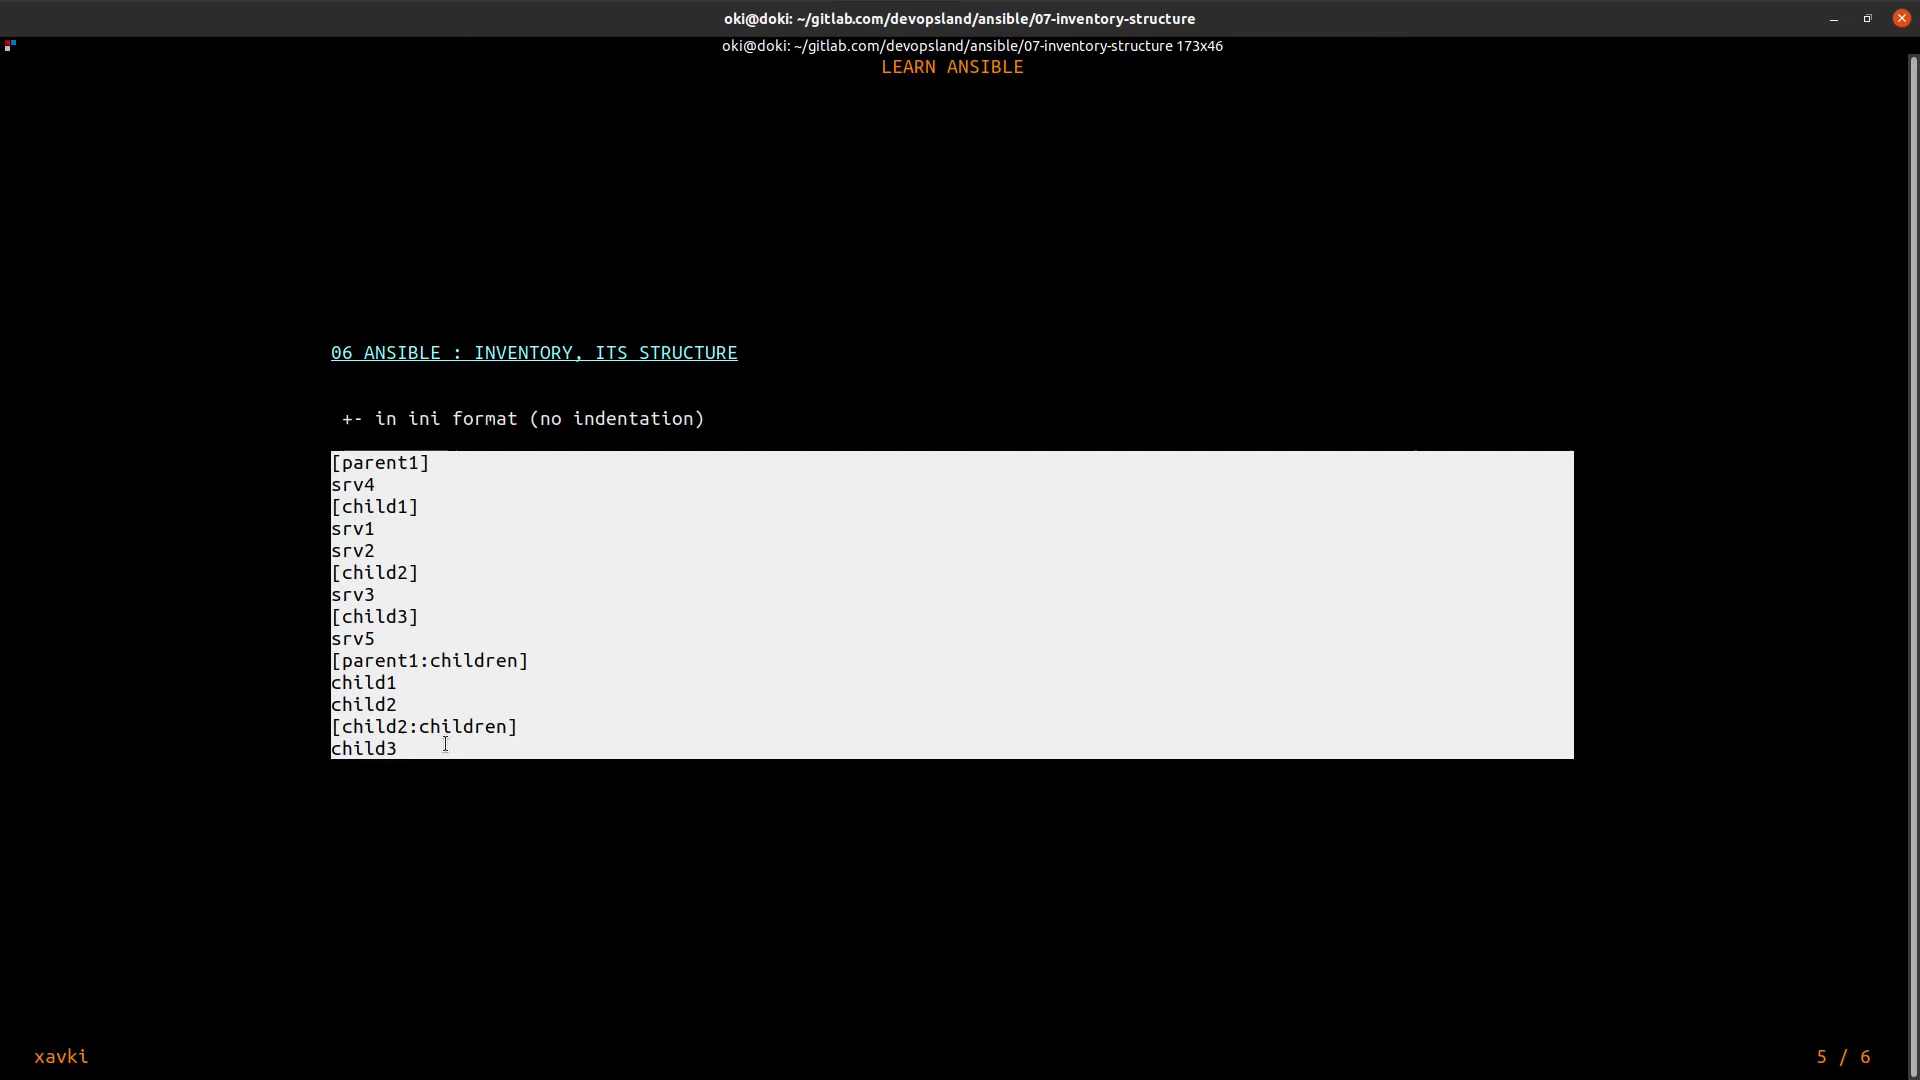 oki@doki: ~/gitlab.com/devopsland/ansible/07-inventory-structure
oki@doki: ~/gitlab.com/devopsland/ansible/07-inventory-structure 173x46
LEARN ANSIBLE
06 ANSIBLE : INVENTORY, ITS STRUCTURE
+- in ini format (no indentation)
[parent1]
srv4
[child1]
srv1
srv2
[child2]
srv3
[child3]
srv5
[parent1:children]
child1
child2
[child2:children]
child3
xavki
5 / 6